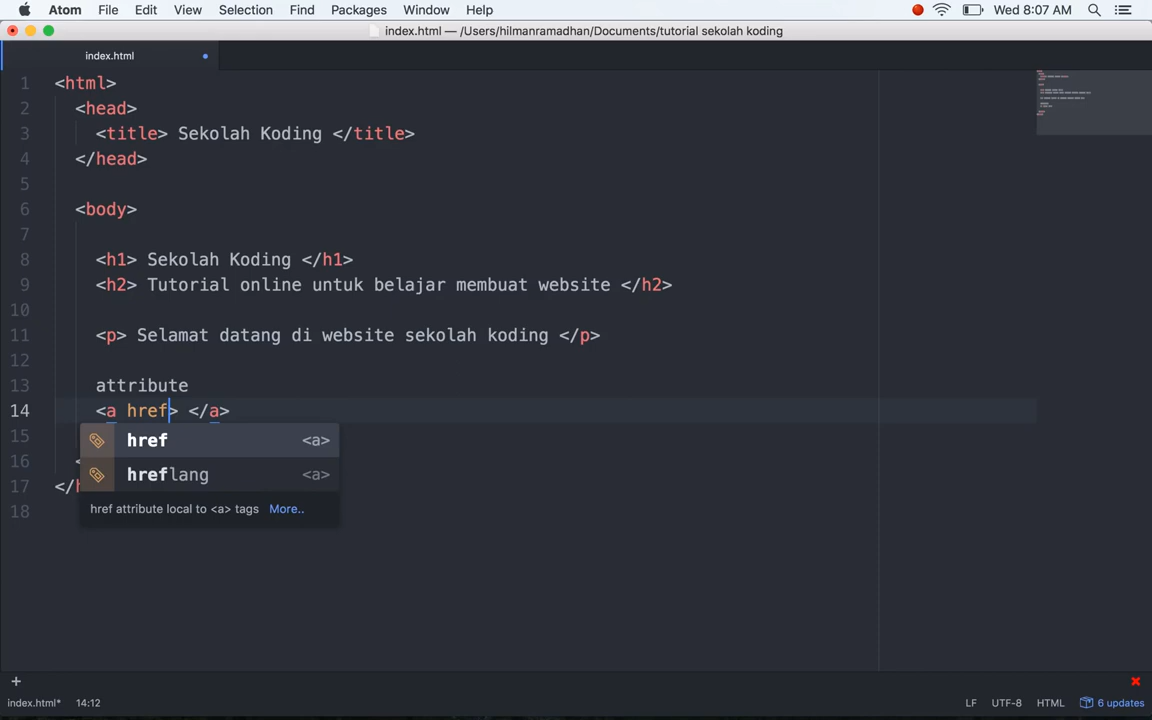 Atom File Edit View Selection Find Packages Window Help Wed 8:07 AM
index.html — /Users/hilmanramadhan/Documents/tutorial sekolah koding
index.html
1 <html>
2 <head>
3 <title> Sekolah Koding </title>
4 </head>
5
6 <body>
7
8 <h1> Sekolah Koding </h1>
9 <h2> Tutorial online untuk belajar membuat website </h2>
10
11 <p> Selamat datang di website sekolah koding </p>
12
13 attribute
14 <a href> </a>
href <a>
15
hreflang <a>
16 <
17 </h
href attribute local to <a> tags More..
18
+
index.html* 14:12 LF UTF-8 HTML 6 updates